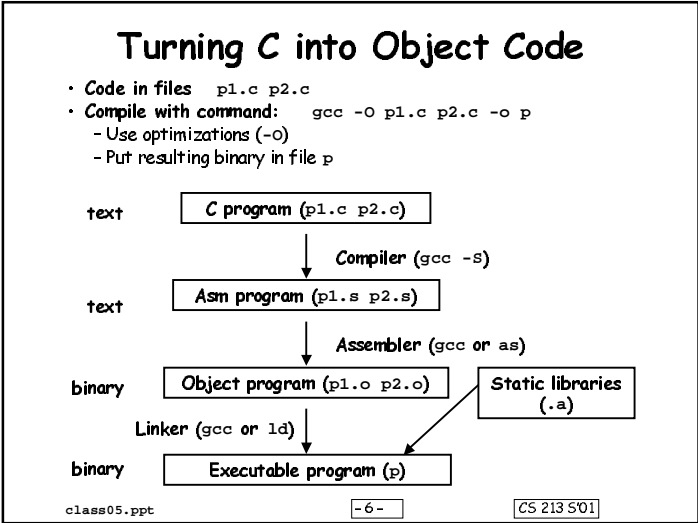 Turning C into Object Code
• Code in files p1.c p2.c
• Compile with command: gcc -O p1.c p2.c -o p
– Use optimizations (-O)
– Put resulting binary in file p
text
C program (p1.c p2.c)
Compiler (gcc -S)
text
Asm program (p1.s p2.s)
Assembler (gcc or as)
binary
Object program (p1.o p2.o)
Static libraries
(.a)
Linker (gcc or ld)
binary
Executable program (p)
class05.ppt
- 6 -
CS 213 S'01